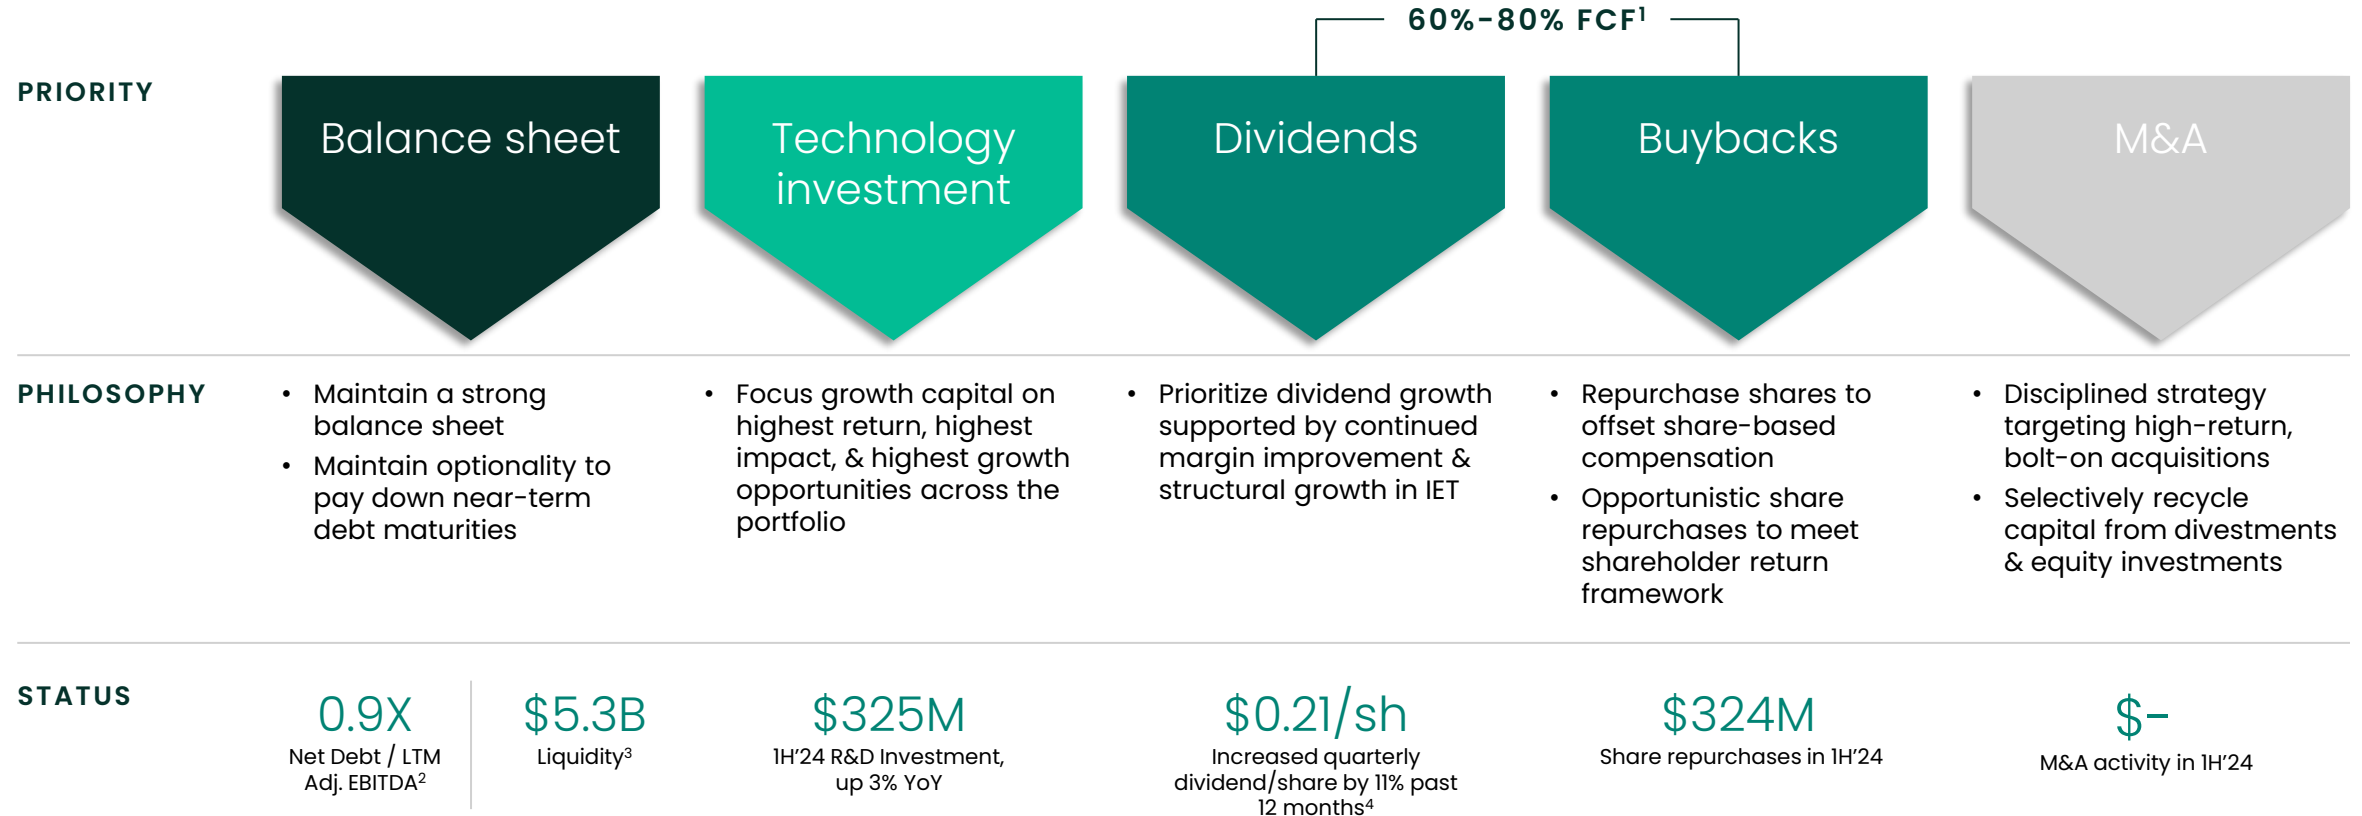 60%-80% FCF¹
PRIORITY
Balance sheet
Technology
investment
Dividends
Buybacks
M&A
PHILOSOPHY
• Maintain a strong
balance sheet
• Maintain optionality to
pay down near-term
debt maturities
• Focus growth capital on
highest return, highest
impact, & highest growth
opportunities across the
portfolio
• Prioritize dividend growth
supported by continued
margin improvement &
structural growth in IET
• Repurchase shares to
offset share-based
compensation
• Opportunistic share
repurchases to meet
shareholder return
framework
• Disciplined strategy
targeting high-return,
bolt-on acquisitions
• Selectively recycle
capital from divestments
& equity investments
STATUS
0.9X
Net Debt / LTM
Adj. EBITDA²
$5.3B
Liquidity³
$325M
1H’24 R&D Investment,
up 3% YoY
$0.21/sh
Increased quarterly
dividend/share by 11% past
12 months⁴
$324M
Share repurchases in 1H’24
$-
M&A activity in 1H’24